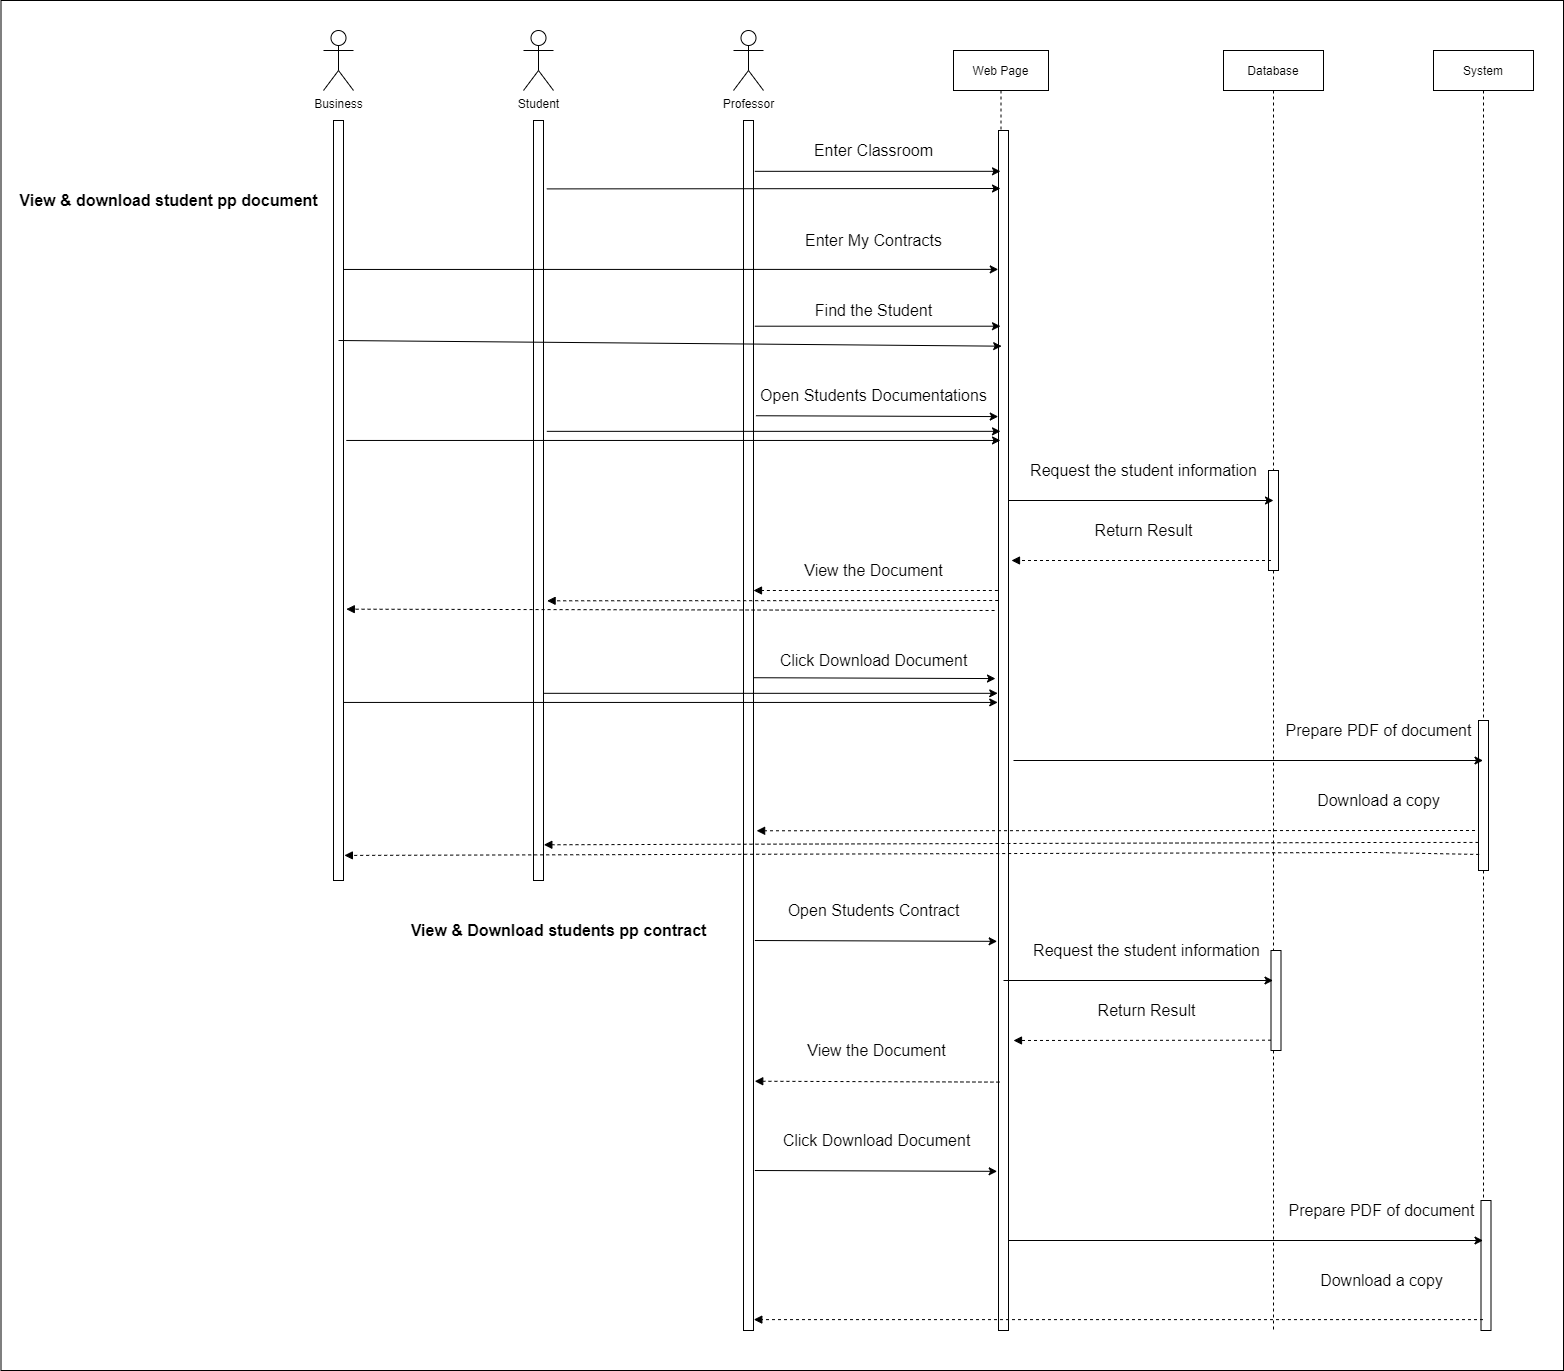 Business
Student
Professor
Web Page
Database
System
Enter Classroom
View & download student pp document
Enter My Contracts
Find the Student
Open Students Documentations
Request the student information
Return Result
View the Document
Click Download Document
Prepare PDF of document
Download a copy
Open Students Contract
View & Download students pp contract
Request the student information
Return Result
View the Document
Click Download Document
Prepare PDF of document
Download a copy